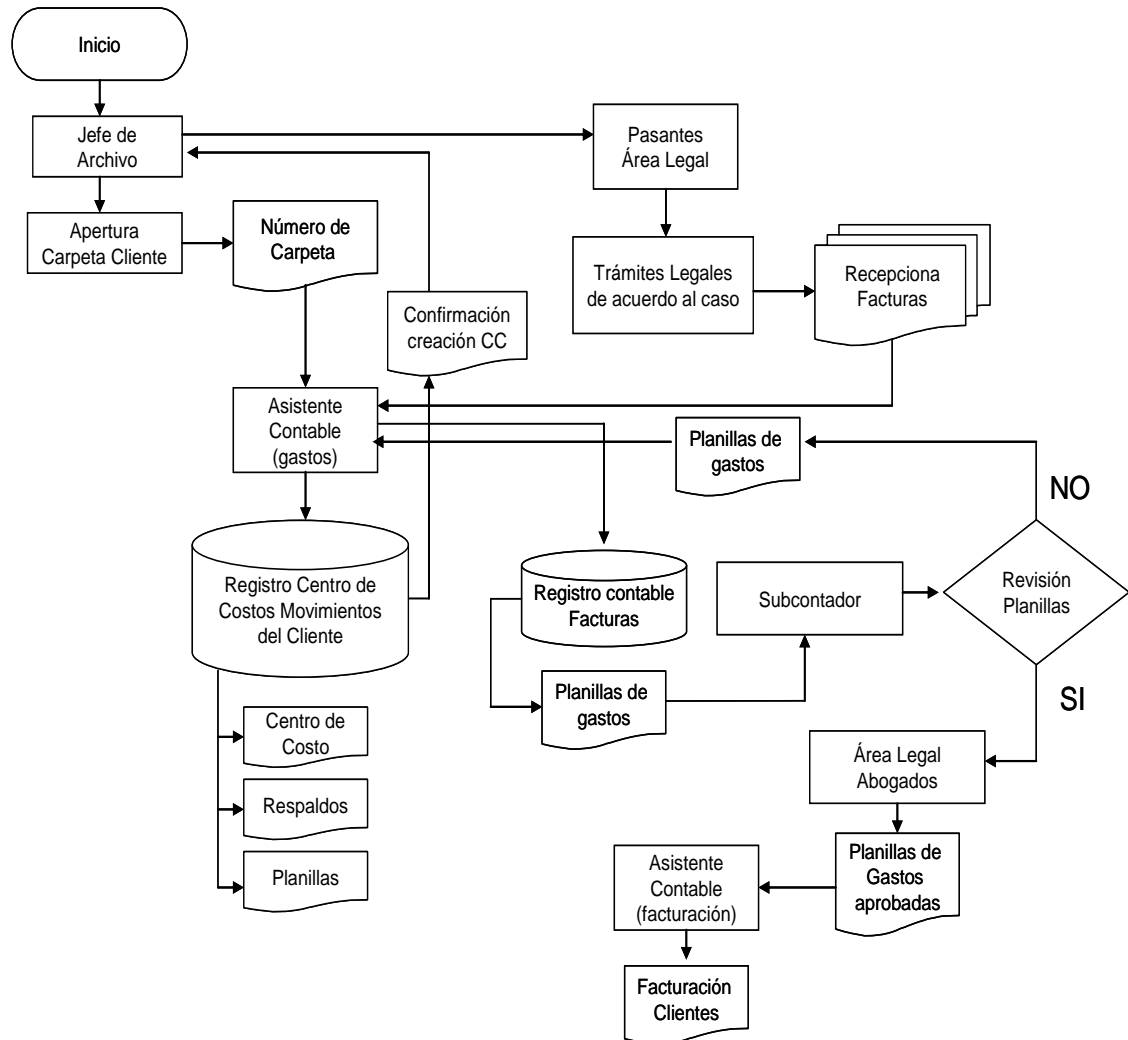 Inicio
Jefe de
Archivo
Pasantes
Área Legal
Apertura
Carpeta Cliente
Número de
Carpeta
Trámites Legales
de acuerdo al caso
Recepciona
Facturas
Confirmación
creación CC
Asistente
Contable
(gastos)
Planillas de
gastos
NO
Registro Centro de
Costos Movimientos
del Cliente
Registro contable
Facturas
Subcontador
Revisión
Planillas
Planillas de
gastos
SI
Centro de
Costo
Respaldos
Planillas
Área Legal
Abogados
Asistente
Contable
(facturación)
Planillas de
Gastos
aprobadas
Facturación
Clientes